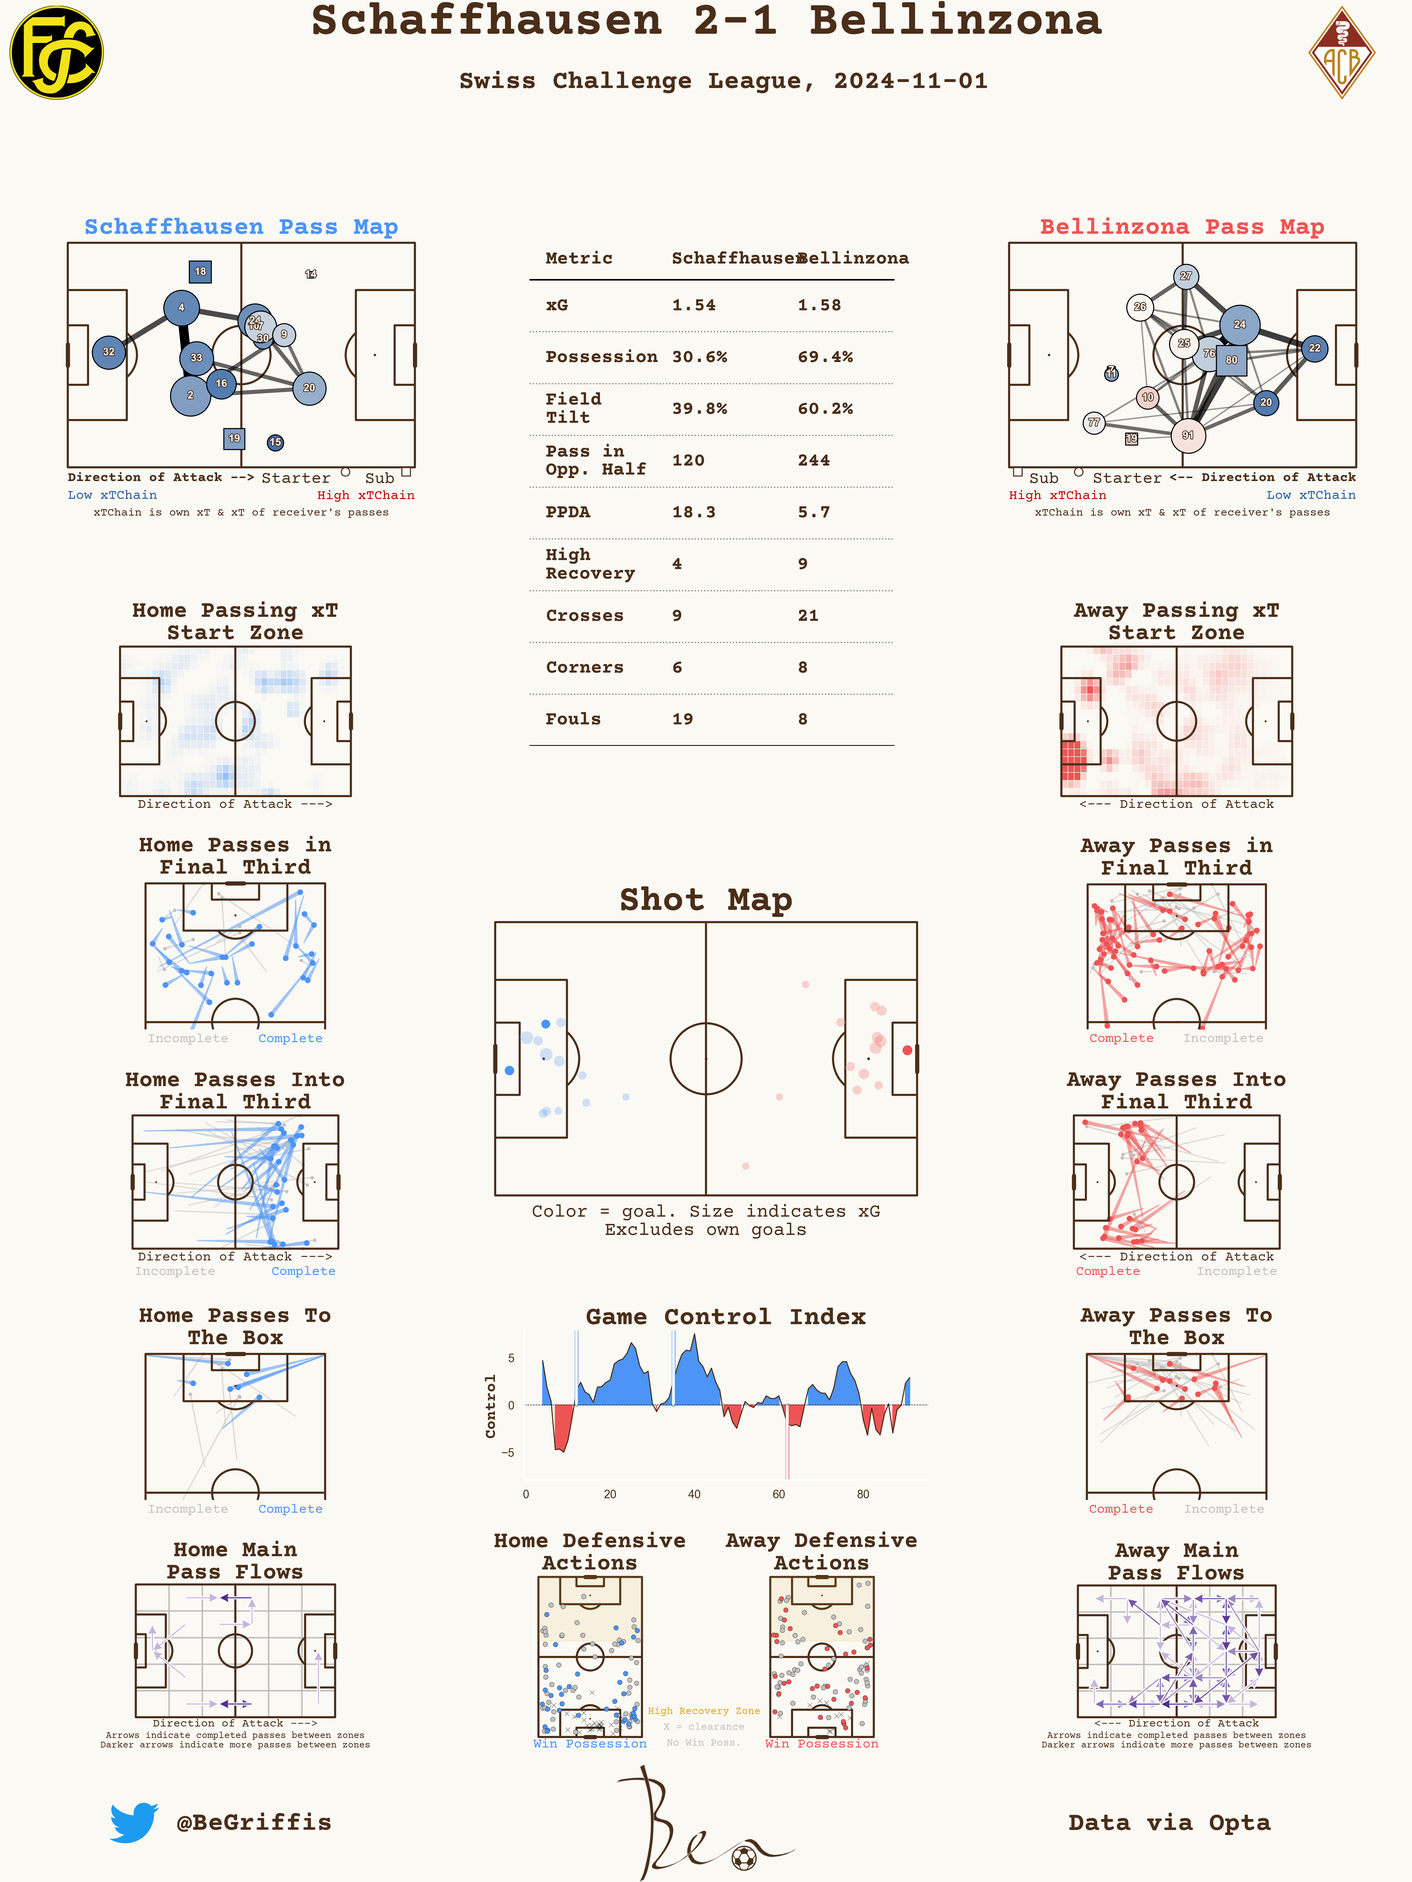 Schaffhausen 2-1 Bellinzona
Swiss Challenge League, 2024-11-01
FCS
ACB
Schaffhausen Pass Map
18
14
4
24
7
30
9
32
33
16
20
2
19
15
Direction of Attack --> Starter Sub
Low xTChain High xTChain
xTChain is own xT & xT of receiver's passes
Metric Schaffhausen Bellinzona
xG 1.54 1.58
Possession 30.6% 69.4%
Field
Tilt 39.8% 60.2%
Pass in
Opp. Half 120 244
PPDA 18.3 5.7
High
Recovery 4 9
Crosses 9 21
Corners 6 8
Fouls 19 8
Bellinzona Pass Map
27
26
24
25
76
80
22
11
10
20
77
19
91
Sub Starter <-- Direction of Attack
High xTChain Low xTChain
xTChain is own xT & xT of receiver's passes
Home Passing xT
Start Zone
Direction of Attack --->
Away Passing xT
Start Zone
<--- Direction of Attack
Home Passes in
Final Third
Incomplete Complete
Away Passes in
Final Third
Complete Incomplete
Shot Map
Color = goal. Size indicates xG
Excludes own goals
Home Passes Into
Final Third
Direction of Attack --->
Incomplete Complete
Away Passes Into
Final Third
<--- Direction of Attack
Complete Incomplete
Home Passes To
The Box
Incomplete Complete
Game Control Index
Control
5
0
−5
0 20 40 60 80
Away Passes To
The Box
Complete Incomplete
Home Main
Pass Flows
Direction of Attack --->
Arrows indicate completed passes between zones
Darker arrows indicate more passes between zones
Home Defensive
Actions
Win Possession
Away Defensive
Actions
Win Possession
High Recovery Zone
X = clearance
No Win Poss.
Away Main
Pass Flows
<--- Direction of Attack
Arrows indicate completed passes between zones
Darker arrows indicate more passes between zones
@BeGriffis
Ben
Data via Opta